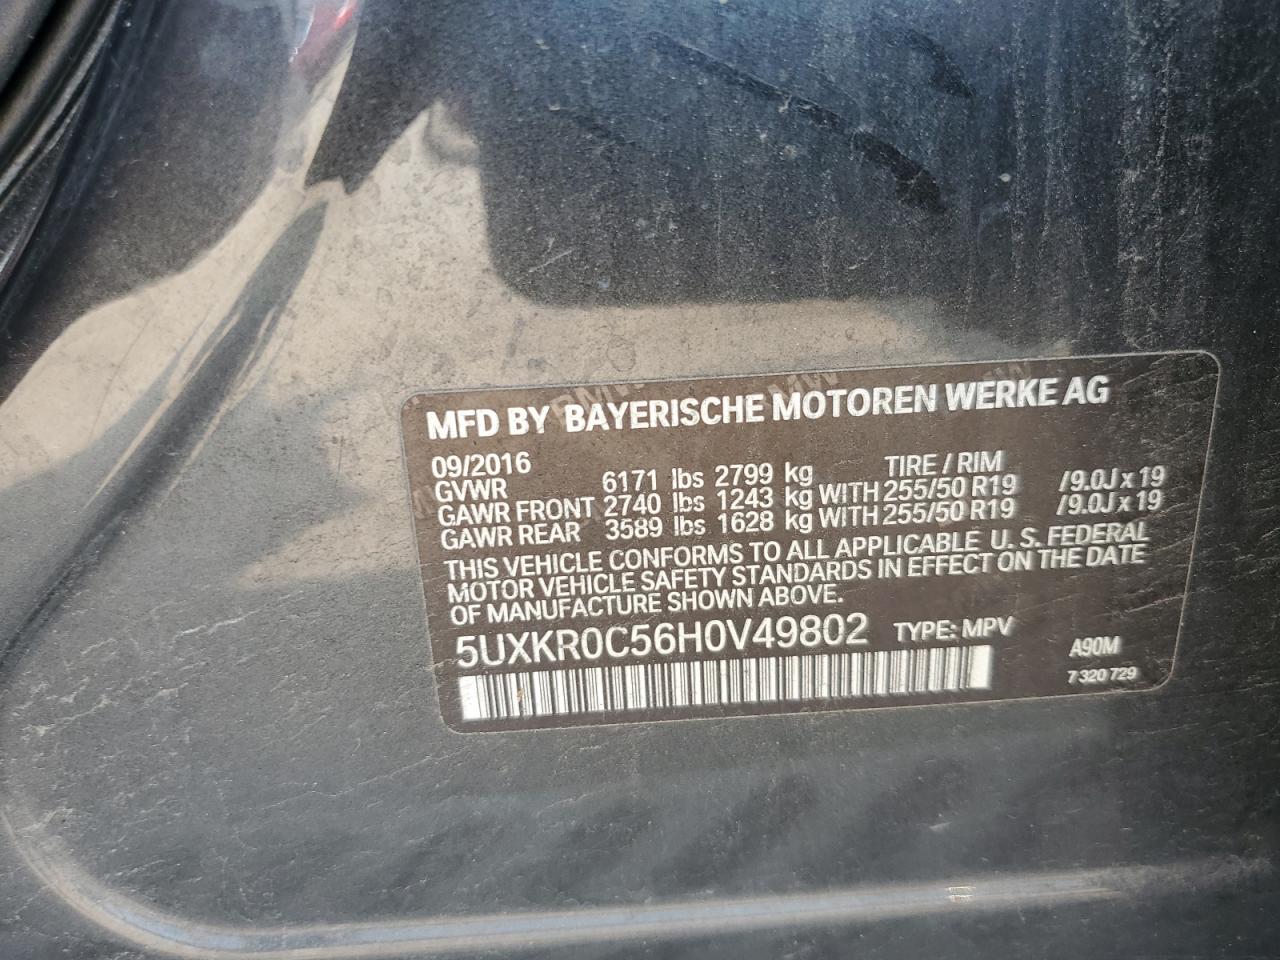 MFD BY BAYERISCHE MOTOREN WERKE AG
09/2016 TIRE / RIM
GVWR 6171 lbs 2799 kg
GAWR FRONT 2740 lbs 1243 kg WITH 255/50 R19 /9.0J x 19
GAWR REAR 3589 lbs 1628 kg WITH 255/50 R19 /9.0J x 19
THIS VEHICLE CONFORMS TO ALL APPLICABLE U. S. FEDERAL
MOTOR VEHICLE SAFETY STANDARDS IN EFFECT ON THE DATE
OF MANUFACTURE SHOWN ABOVE.
5UXKR0C56H0V49802 TYPE: MPV
A90M
7 320 729